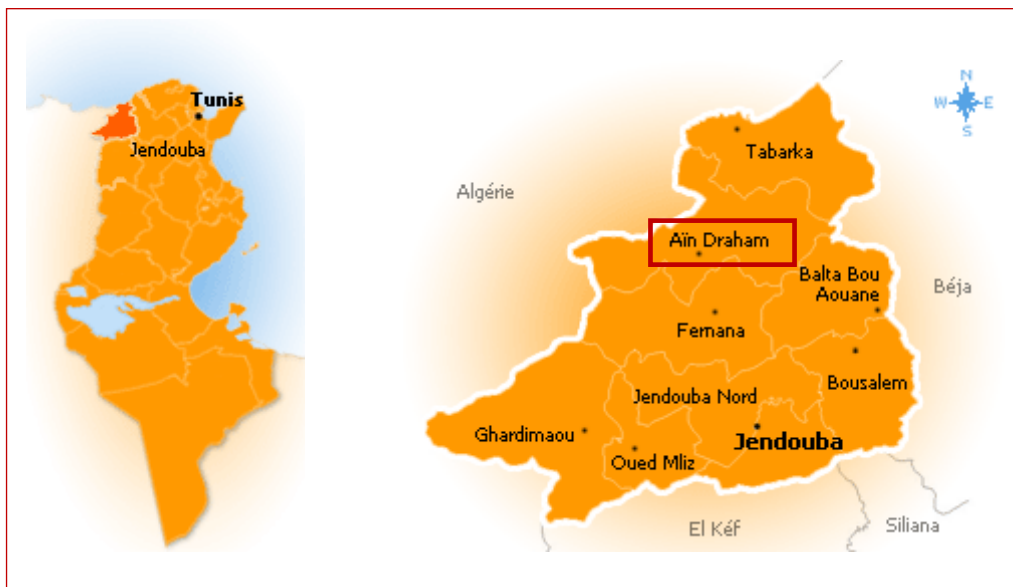 Tunis
Jendouba
N
W E
S
Tabarka
Algérie
Aïn Draham
Balta Bou
Aouane
Béja
Fernana
Bousalem
Jendouba Nord
Ghardimaou
Jendouba
Oued Mliz
El Kéf
Siliana